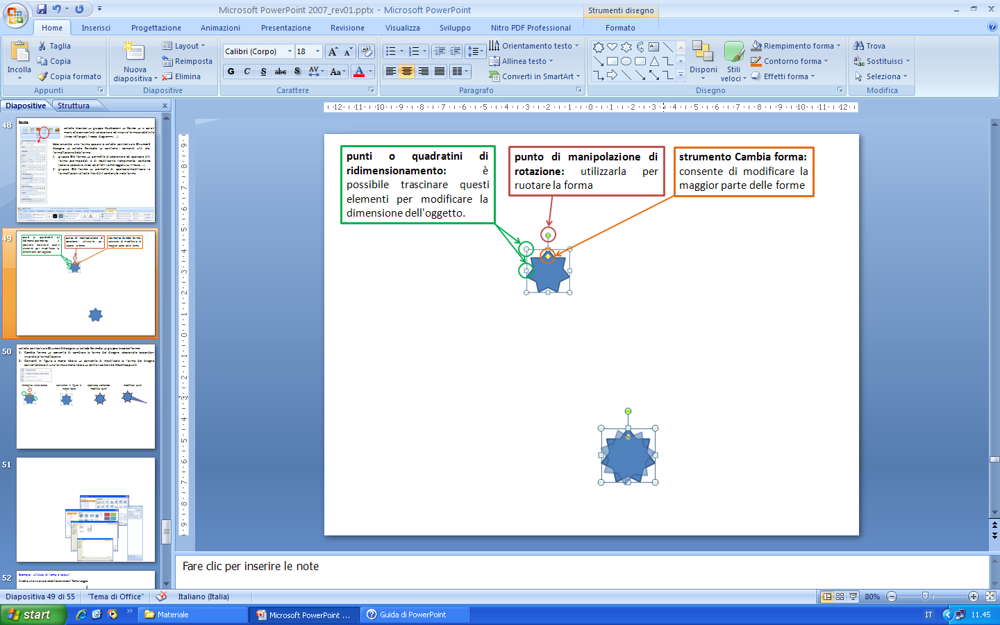 Microsoft PowerPoint 2007_rev01.pptx - Microsoft PowerPoint
Strumenti disegno
Home
Inserisci
Progettazione
Animazioni
Presentazione
Revisione
Visualizza
Sviluppo
Nitro PDF Professional
Formato
Incolla
Taglia
Copia
Copia formato
Appunti
Nuova
diapositiva
Layout
Reimposta
Elimina
Diapositive
Calibri (Corpo)
18
G C S abc S AV Aa A
Carattere
Orientamento testo
Allinea testo
Converti in SmartArt
Paragrafo
Disponi
Stili
veloci
Riempimento forma
Contorno forma
Effetti forma
Disegno
Trova
Sostituisci
Seleziona
Modifica
Diapositive
Struttura
48
49
50
51
52
punti o quadratini di
ridimensionamento: è
possibile trascinare questi
elementi per modificare la
dimensione dell'oggetto.
punto di manipolazione di
rotazione: utilizzarla per
ruotare la forma
strumento Cambia forma:
consente di modificare la
maggior parte delle forme
Fare clic per inserire le note
Diapositiva 49 di 55
"Tema di Office"
Italiano (Italia)
80%
start
Materiale
Microsoft PowerPoint ...
Guida di PowerPoint
IT
11.45